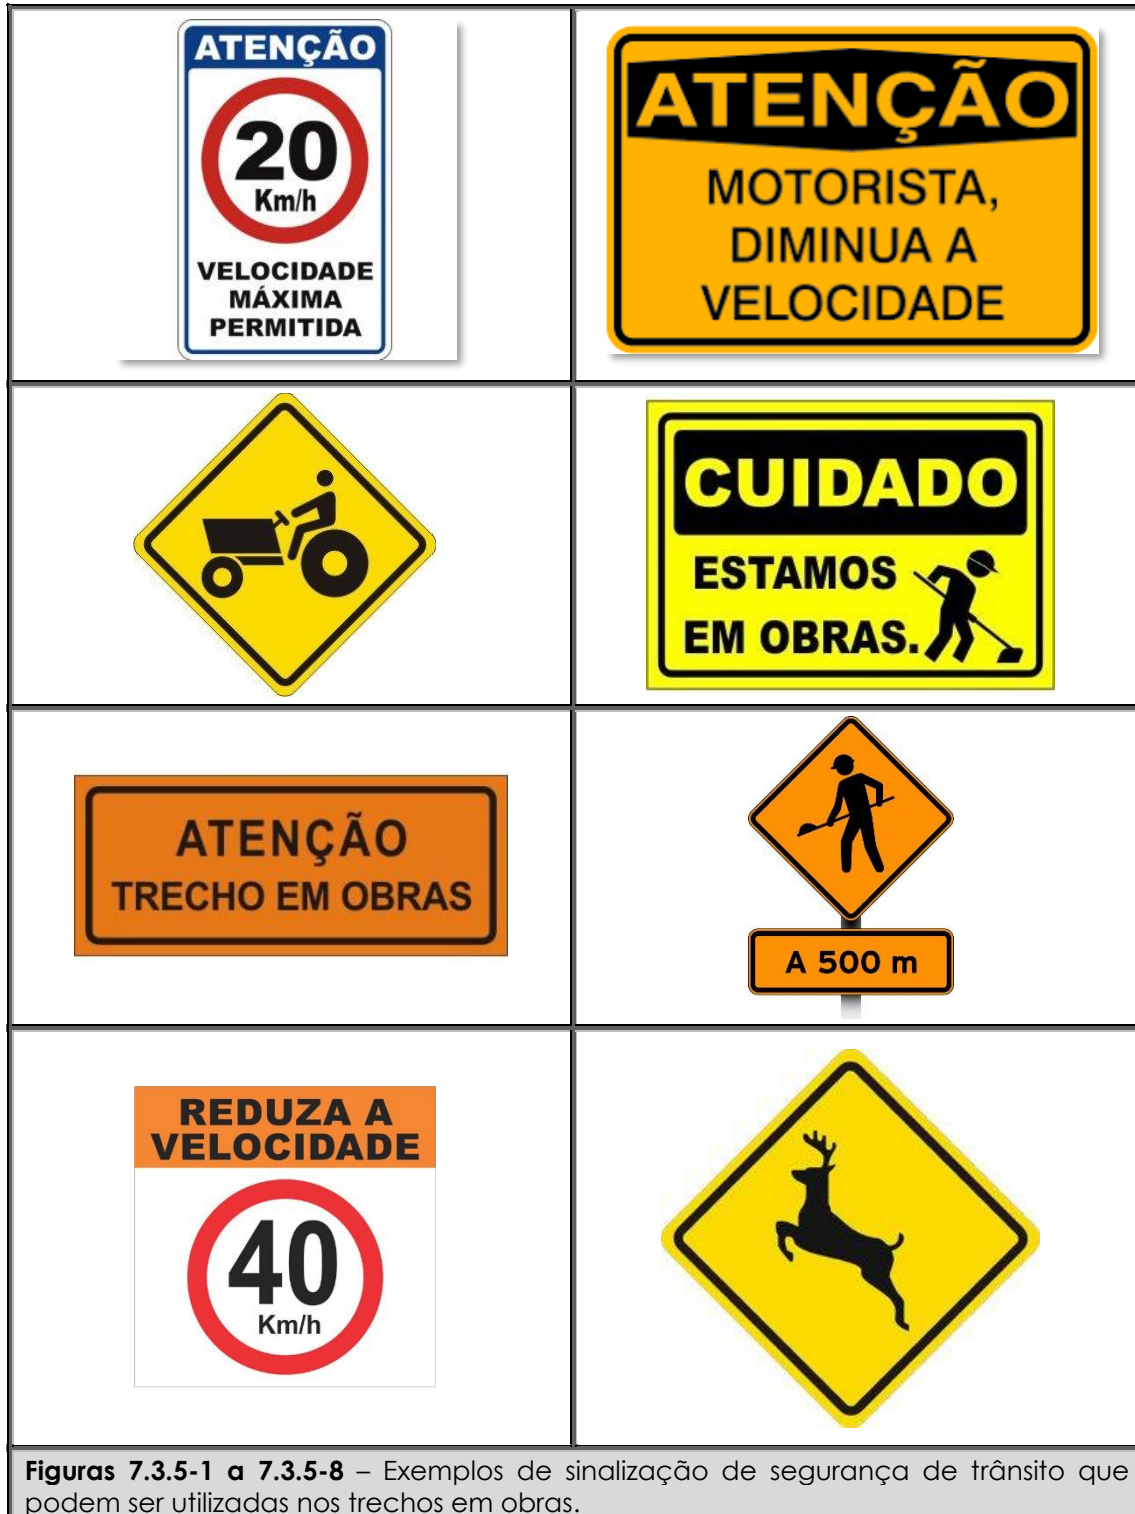 ATENÇÃO
20
Km/h
VELOCIDADE
MÁXIMA
PERMITIDA
ATENÇÃO
MOTORISTA,
DIMINUA A
VELOCIDADE
CUIDADO
ESTAMOS
EM OBRAS.
ATENÇÃO
TRECHO EM OBRAS
A 500 m
REDUZA A
VELOCIDADE
40
Km/h
Figuras 7.3.5-1 a 7.3.5-8 – Exemplos de sinalização de segurança de trânsito que
podem ser utilizadas nos trechos em obras.